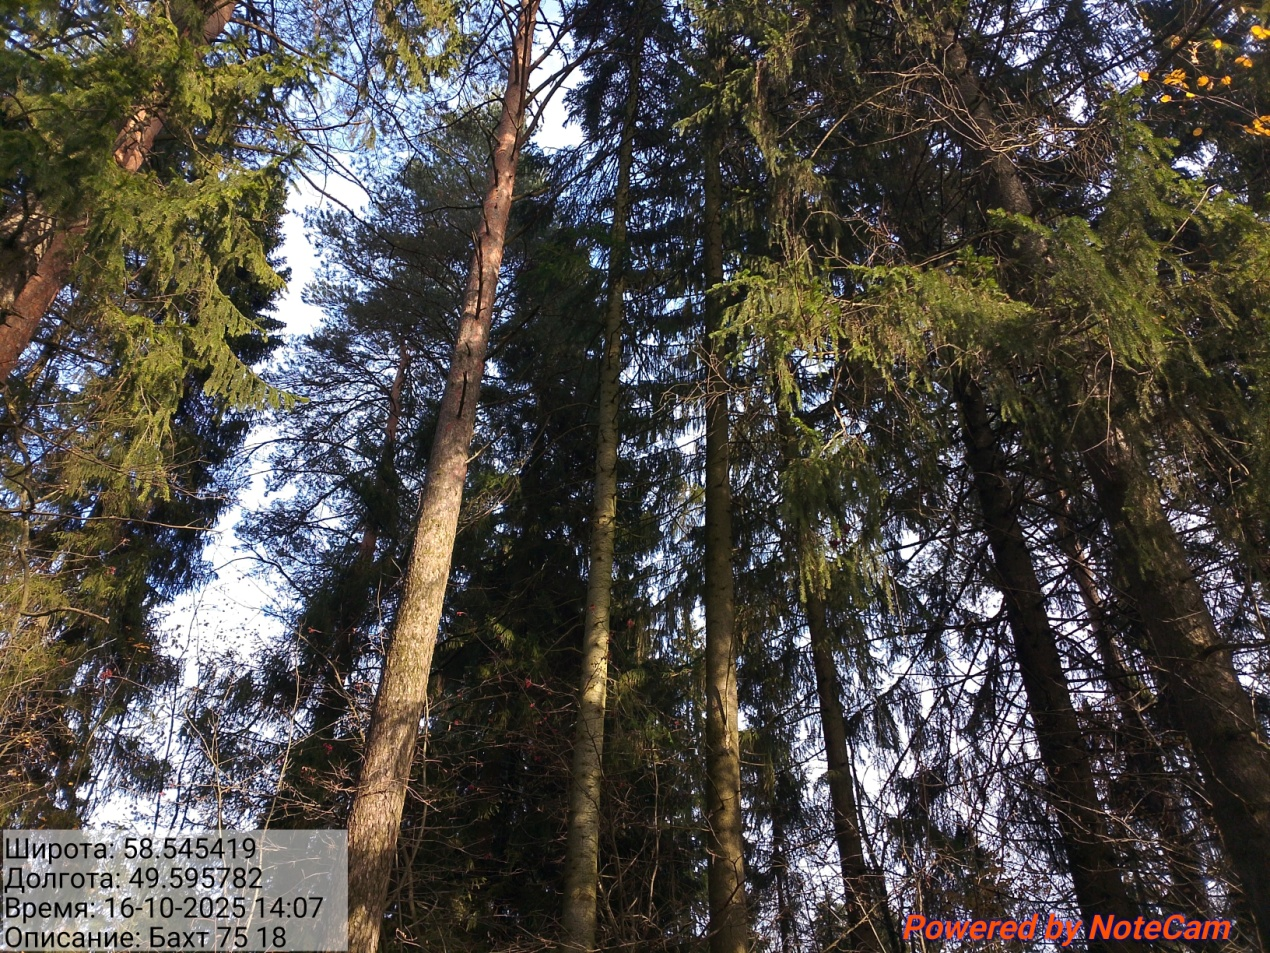 Широта: 58.545419
Долгота: 49.595782
Время: 16-10-2025 14:07
Описание: Бахт 75 18
Powered by NoteCam